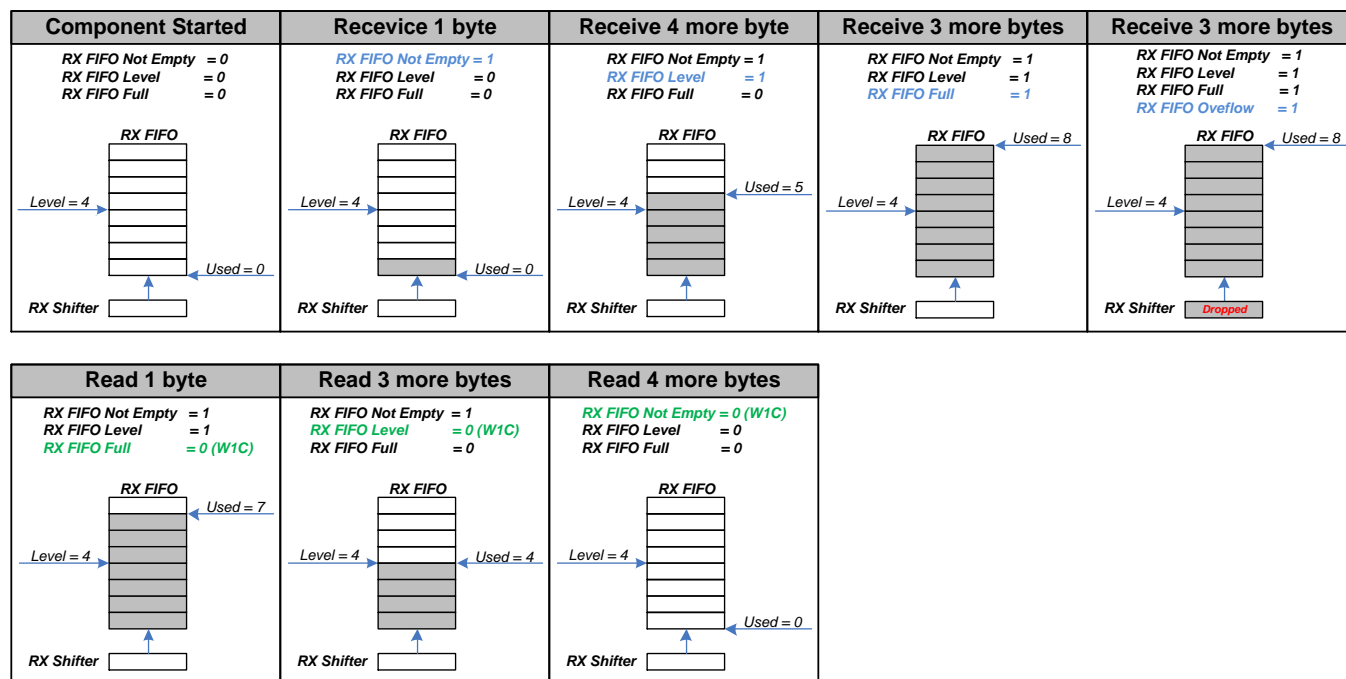 Component Started
RX FIFO Not Empty = 0
RX FIFO Level = 0
RX FIFO Full = 0
RX FIFO
Level = 4
Used = 0
RX Shifter
Recevice 1 byte
RX FIFO Not Empty = 1
RX FIFO Level = 0
RX FIFO Full = 0
RX FIFO
Level = 4
Used = 0
Receive 4 more byte
RX FIFO Not Empty = 1
RX FIFO Level = 1
RX FIFO Full = 0
RX FIFO
Used = 5
Level = 4
RX Shifter
Receive 3 more bytes
RX FIFO Not Empty = 1
RX FIFO Level = 1
RX FIFO Full = 1
RX FIFO
Used = 8
Level = 4
RX Shifter
Receive 3 more bytes
RX FIFO Not Empty = 1
RX FIFO Level = 1
RX FIFO Full = 1
RX FIFO Oveflow = 1
RX FIFO
Used = 8
Level = 4
RX Shifter
Dropped
Read 1 byte
RX FIFO Not Empty = 1
RX FIFO Level = 1
RX FIFO Full = 0 (W1C)
RX FIFO
Used = 7
Level = 4
RX Shifter
Read 3 more bytes
RX FIFO Not Empty = 1
RX FIFO Level = 0 (W1C)
RX FIFO Full = 0
RX FIFO
Level = 4
Used = 4
RX Shifter
Read 4 more bytes
RX FIFO Not Empty = 0 (W1C)
RX FIFO Level = 0
RX FIFO Full = 0
RX FIFO
Level = 4
Used = 0
RX Shifter